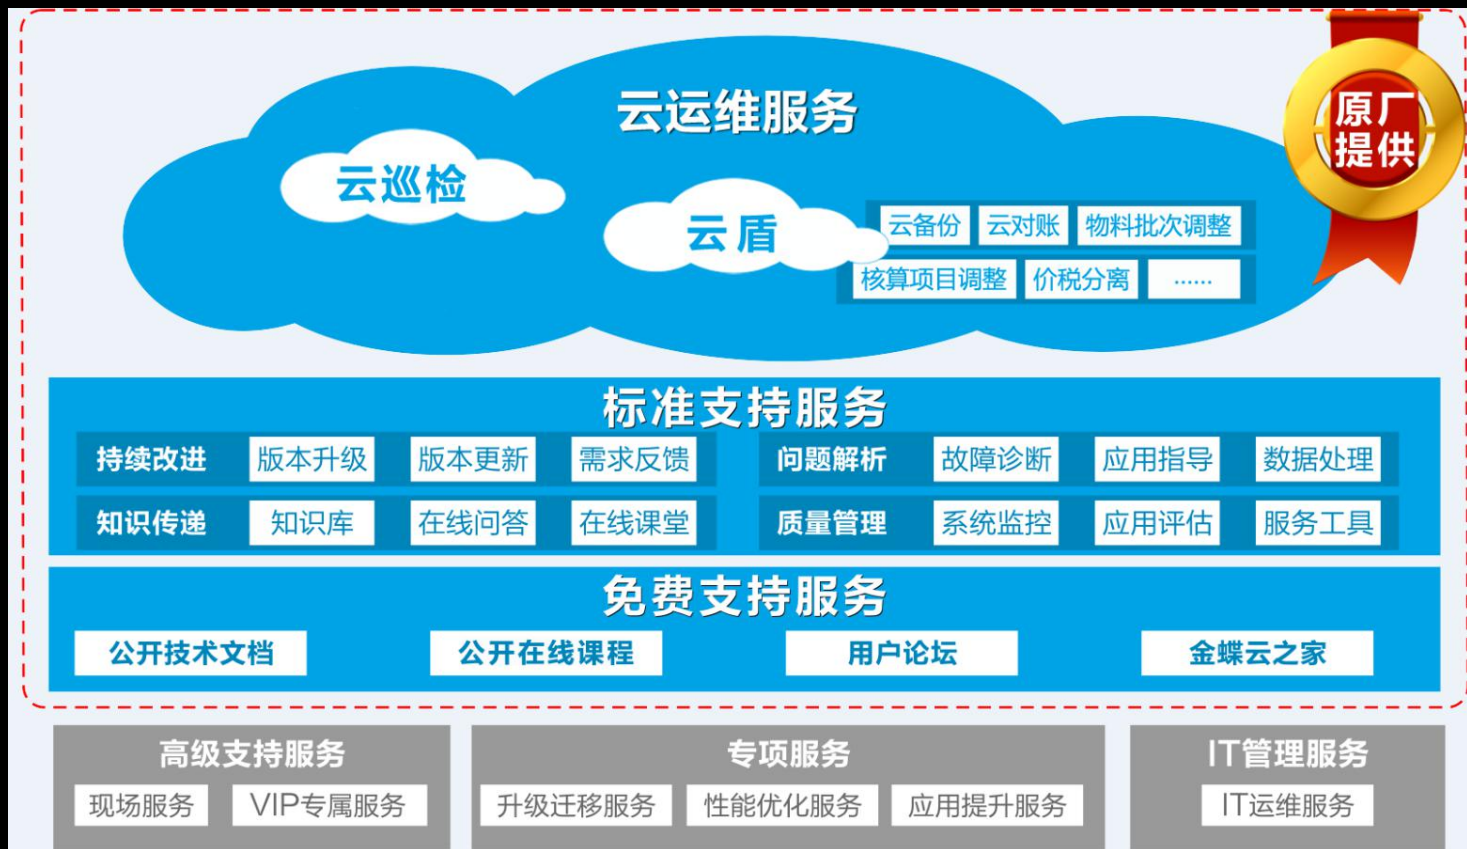 云运维服务
原厂
提供
云巡检
云盾
云备份 云对账 物料批次调整
核算项目调整 价税分离 ……
标准支持服务
持续改进 版本升级 版本更新 需求反馈
问题解析 故障诊断 应用指导 数据处理
知识传递 知识库 在线问答 在线课堂
质量管理 系统监控 应用评估 服务工具
免费支持服务
公开技术文档 公开在线课程 用户论坛 金蝶云之家
高级支持服务
现场服务 VIP专属服务
专项服务
升级迁移服务 性能优化服务 应用提升服务
IT管理服务
IT运维服务